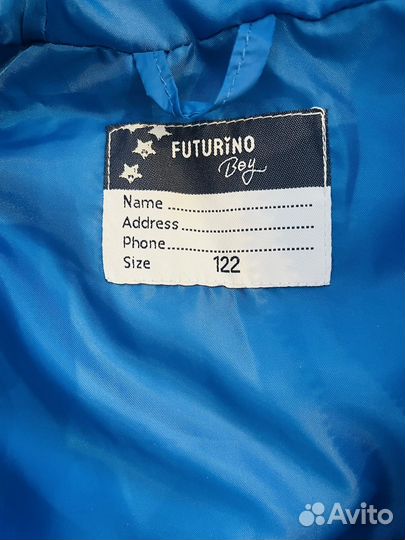 FUTURINO
Boy
Name
Address
Phone
Size 122
Avito